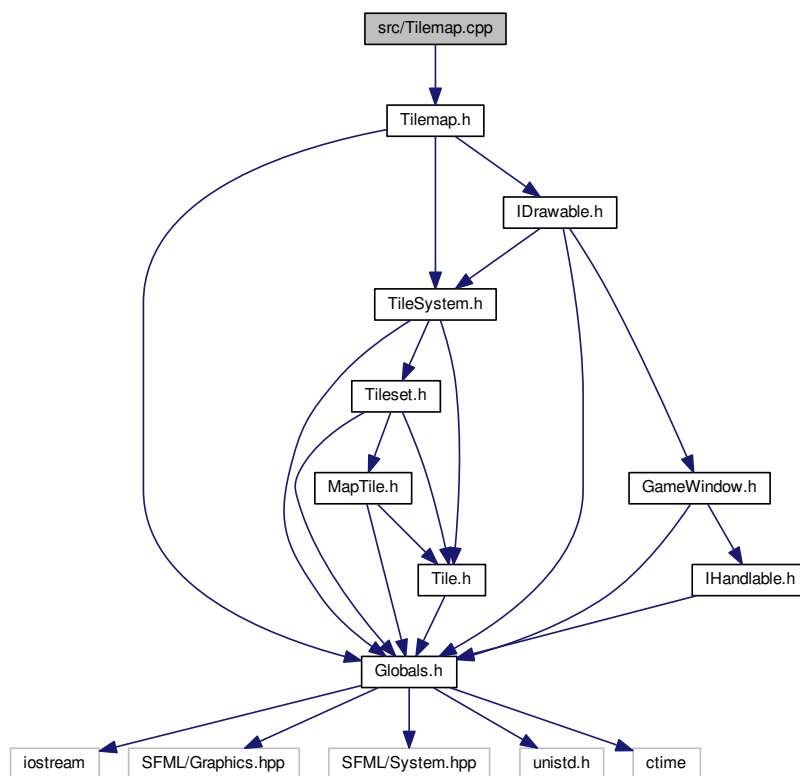 src/Tilemap.cpp
Tilemap.h
IDrawable.h
TileSystem.h
Tileset.h
MapTile.h
GameWindow.h
Tile.h
IHandlable.h
Globals.h
iostream
SFML/Graphics.hpp
SFML/System.hpp
unistd.h
ctime